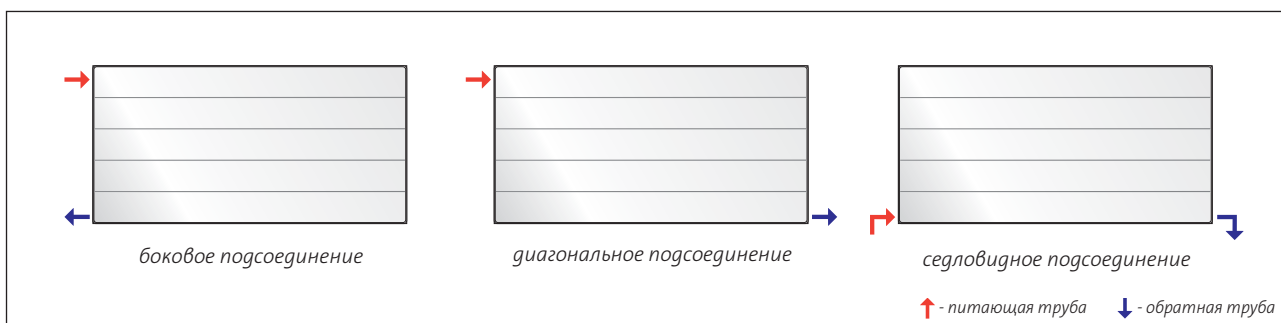 боковое подсоединение
диагональное подсоединение
седловидное подсоединение
- питающая труба - обратная труба